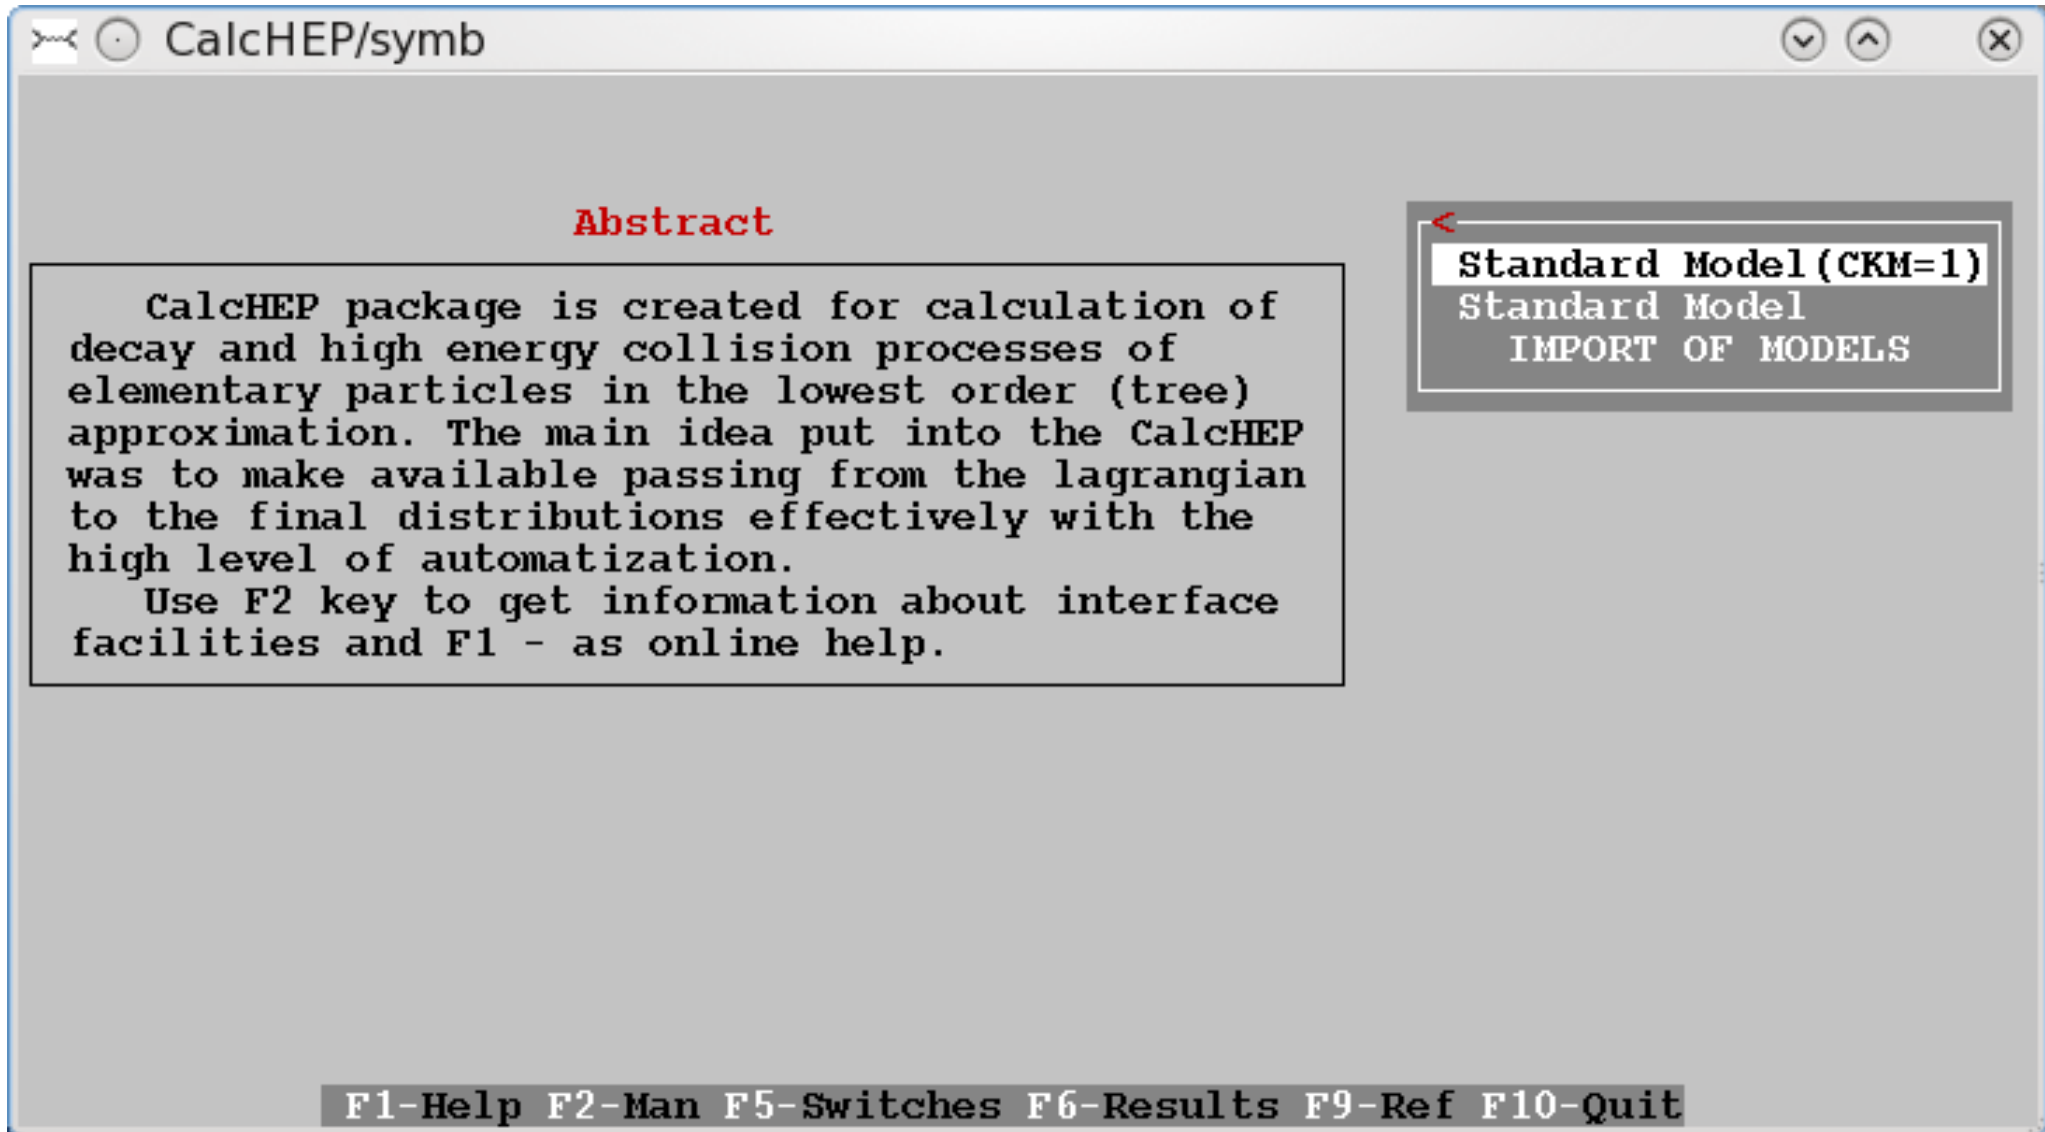 CalcHEP/symb
Abstract
CalcHEP package is created for calculation of
decay and high energy collision processes of
elementary particles in the lowest order (tree)
approximation. The main idea put into the CalcHEP
was to make available passing from the lagrangian
to the final distributions effectively with the
high level of automatization.
Use F2 key to get information about interface
facilities and F1 - as online help.
<
Standard Model(CKM=1)
Standard Model
IMPORT OF MODELS
F1-Help F2-Man F5-Switches F6-Results F9-Ref F10-Quit